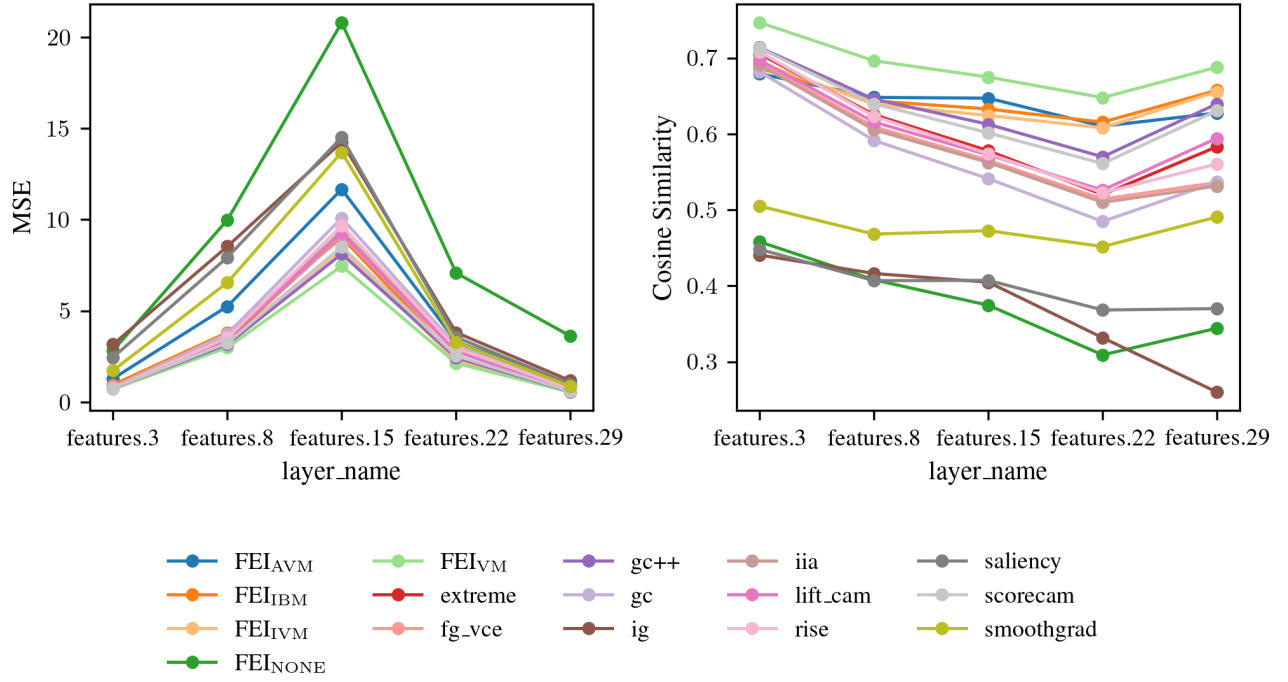 20
15
10
5
0
MSE
features.3 features.8 features.15 features.22 features.29
layer_name
0.7
0.6
0.5
0.4
0.3
Cosine Similarity
features.3 features.8 features.15 features.22 features.29
layer_name
FEI_AVM FEI_VM gc++ iia saliency
FEI_IBM extreme gc lift_cam scorecam
FEI_IVM fg_vce ig rise smoothgrad
FEI_NONE